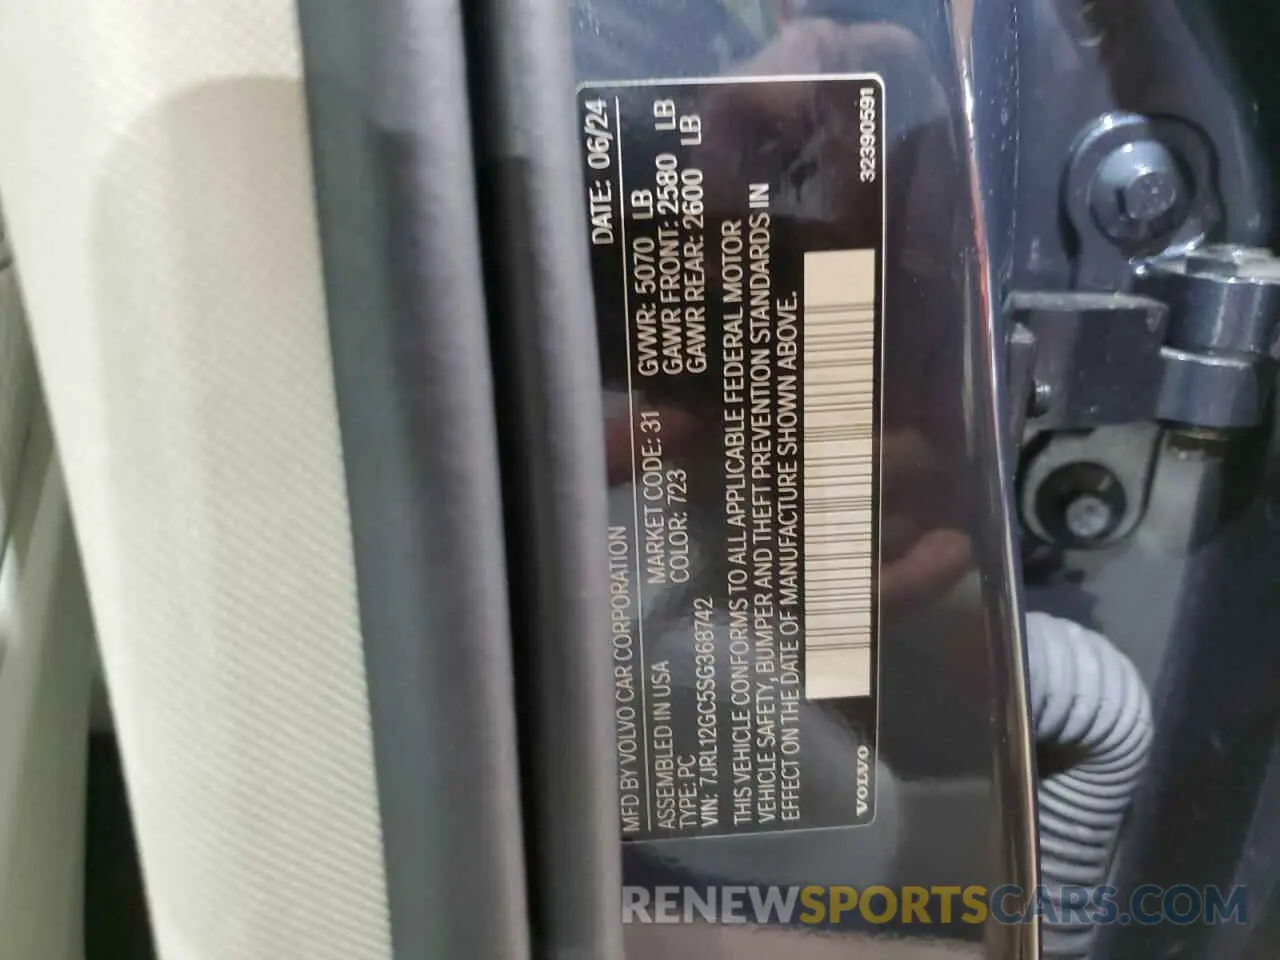 MFD BY VOLVO CAR CORPORATION DATE: 06/24
ASSEMBLED IN USA MARKET CODE: 31 GVWR: 5070 LB
TYPE: PC COLOR: 723 GAWR FRONT: 2580 LB
VIN: 7JRL12GC5SG368742 GAWR REAR: 2600 LB
THIS VEHICLE CONFORMS TO ALL APPLICABLE FEDERAL MOTOR
VEHICLE SAFETY, BUMPER AND THEFT PREVENTION STANDARDS IN
EFFECT ON THE DATE OF MANUFACTURE SHOWN ABOVE.
VOLVO 32390591
RENEWSPORTSCARS.COM